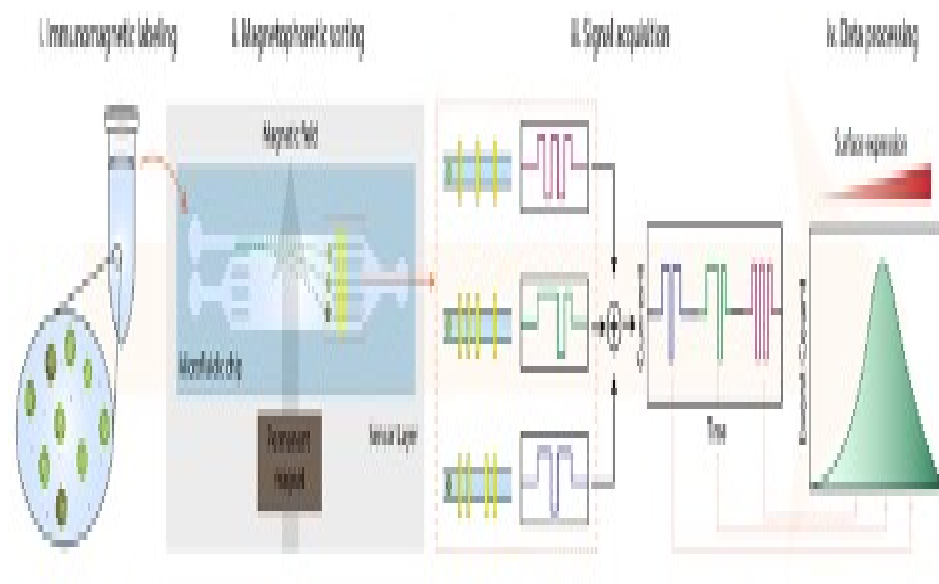 i. Immunomagnetic labeling
ii. Magnetophoretic sorting
iii. Signal acquisition
iv. Data processing
Magnetic field
Microfluidic chip
Permanent
magnet
Sensor Layer
Current
Time
Surface expression